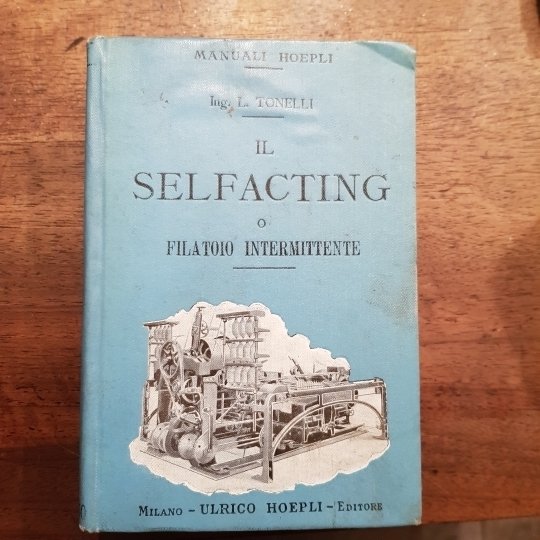 MANUALI HOEPLI
Ing. L. TONELLI
IL
SELFACTING
O
FILATOIO INTERMITTENTE
MILANO - ULRICO HOEPLI - EDITORE